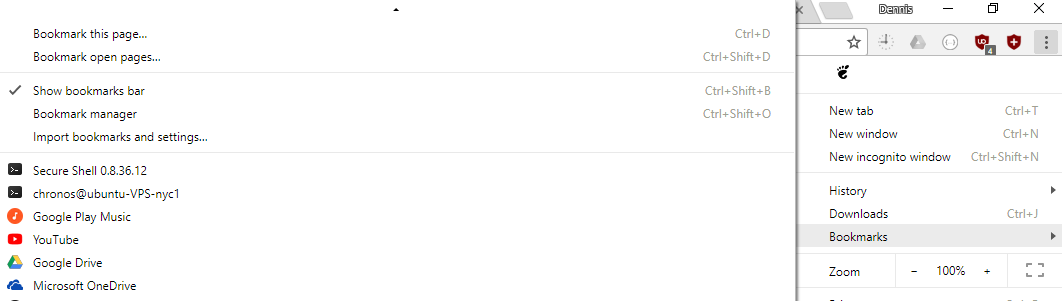 Bookmark this page... Ctrl+D
Bookmark open pages... Ctrl+Shift+D
Show bookmarks bar Ctrl+Shift+B
Bookmark manager Ctrl+Shift+O
Import bookmarks and settings...
Secure Shell 0.8.36.12
chronos@ubuntu-VPS-nyc1
Google Play Music
YouTube
Google Drive
Microsoft OneDrive
Dennis
4
New tab Ctrl+T
New window Ctrl+N
New incognito window Ctrl+Shift+N
History
Downloads Ctrl+J
Bookmarks
Zoom - 100% +